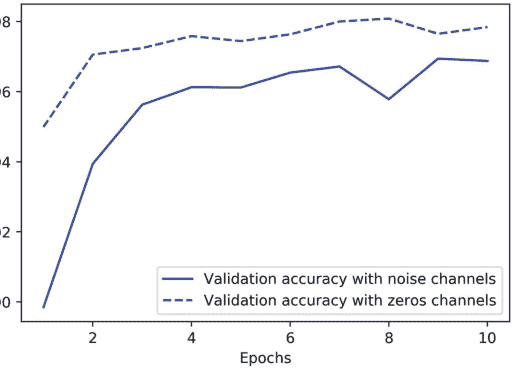 8
6
4
2
0
Validation accuracy with noise channels
Validation accuracy with zeros channels
2 4 6 8 10
Epochs